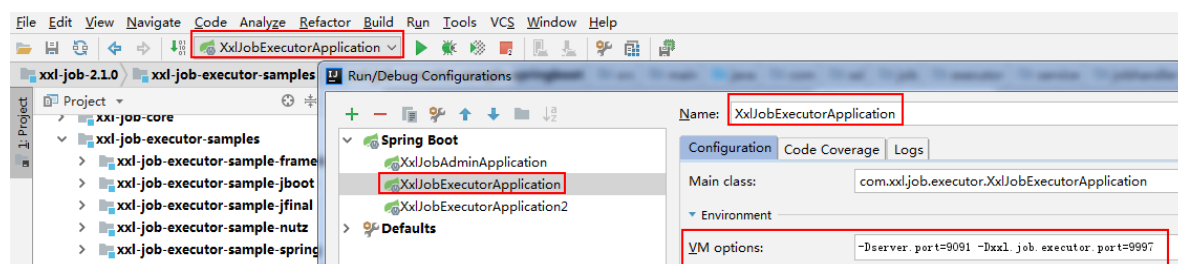 File Edit View Navigate Code Analyze Refactor Build Run Tools VCS Window Help
XxlJobExecutorApplication
xxl-job-2.1.0 xxl-job-executor-samples
Run/Debug Configurations
1: Project
Project
xxl-job-core
xxl-job-executor-samples
xxl-job-executor-sample-frame
xxl-job-executor-sample-jboot
xxl-job-executor-sample-jfinal
xxl-job-executor-sample-nutz
xxl-job-executor-sample-spring
Spring Boot
XxlJobAdminApplication
XxlJobExecutorApplication
XxlJobExecutorApplication2
Defaults
Name: XxlJobExecutorApplication
Configuration Code Coverage Logs
Main class: com.xxl.job.executor.XxlJobExecutorApplication
Environment
VM options: -Dserver.port=9091 -Dxxl.job.executor.port=9997